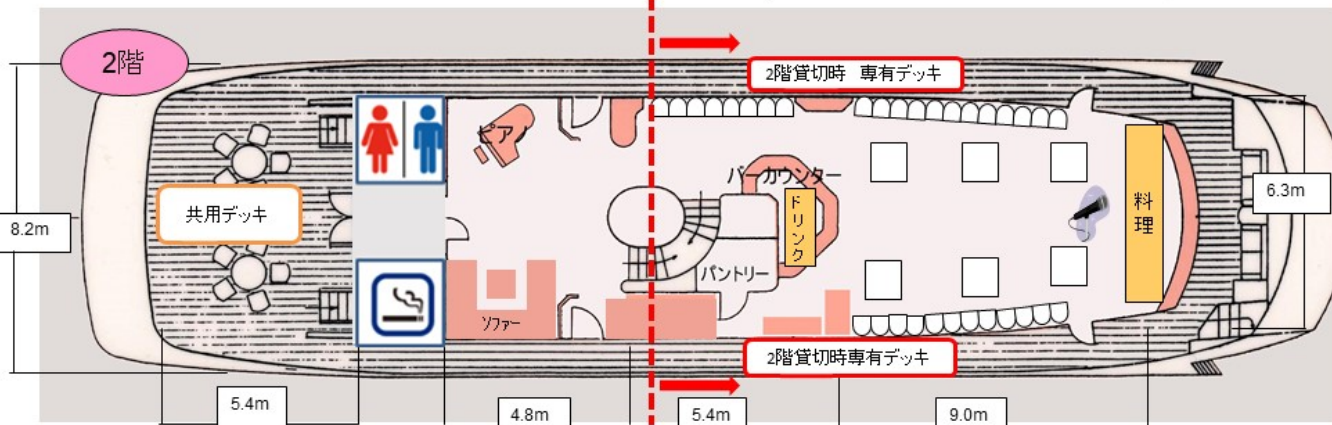 2階
2階貸切時 専有デッキ
ピアノ
バーカウンター
ドリンク
料理
6.3m
共用デッキ
8.2m
パントリー
ソファー
2階貸切時専有デッキ
5.4m
4.8m
5.4m
9.0m